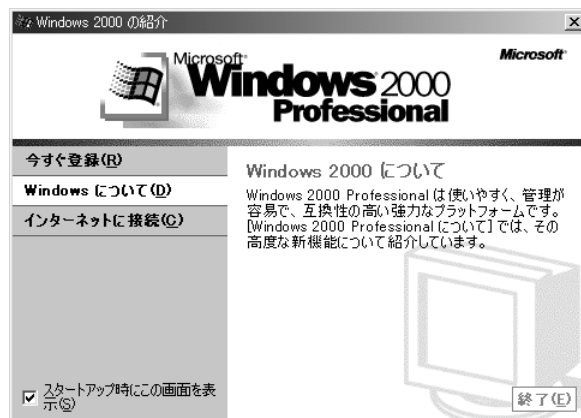 Windows 2000 の紹介
Microsoft
Windows 2000
Professional
Microsoft
今すぐ登録(R)
Windows について(D)
インターネットに接続(C)
スタートアップ時にこの画面を表
示(S)
Windows 2000 について
Windows 2000 Professional は使いやすく、管理が
容易で、互換性の高い強力なプラットフォームです。
[Windows 2000 Professional について] では、その
高度な新機能について紹介しています。
終了(E)